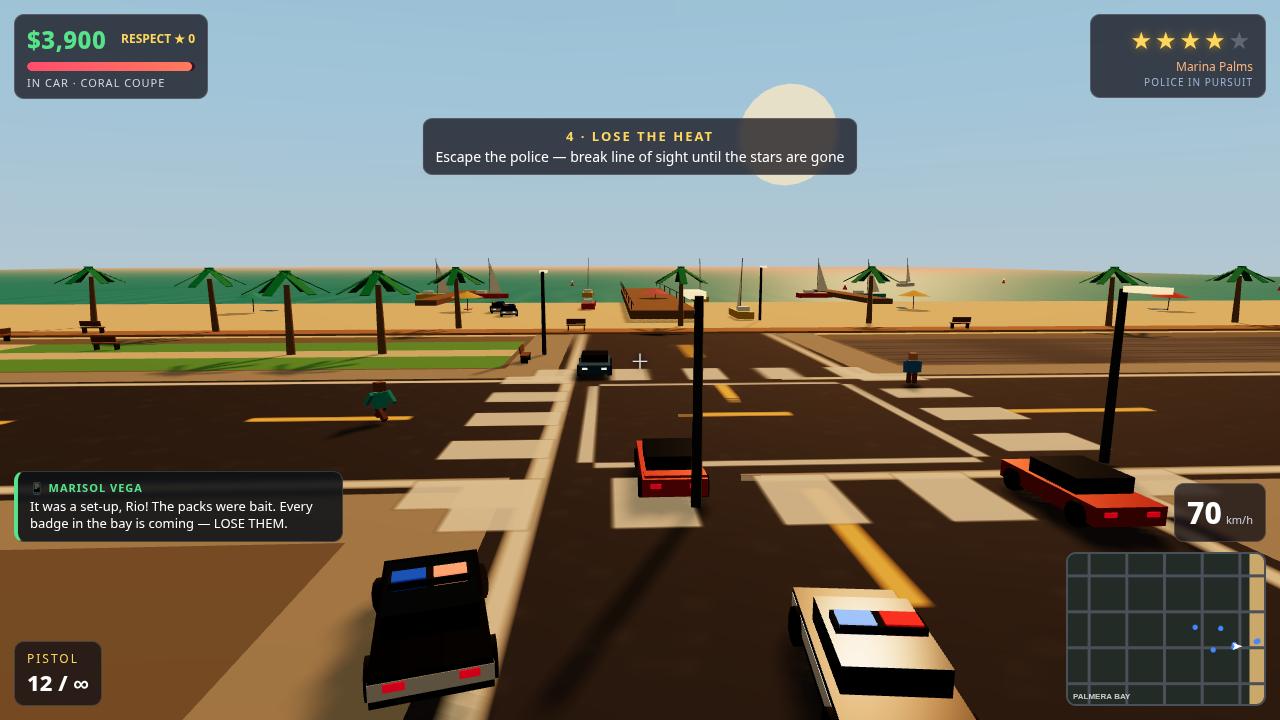 $3,900 RESPECT ★ 0
IN CAR · CORAL COUPE
★★★★★
Marina Palms
POLICE IN PURSUIT
4 · LOSE THE HEAT
Escape the police — break line of sight until the stars are gone
📱 MARISOL VEGA
It was a set-up, Rio! The packs were bait. Every
badge in the bay is coming — LOSE THEM.
70 km/h
PISTOL
12 / ∞
PALMERA BAY